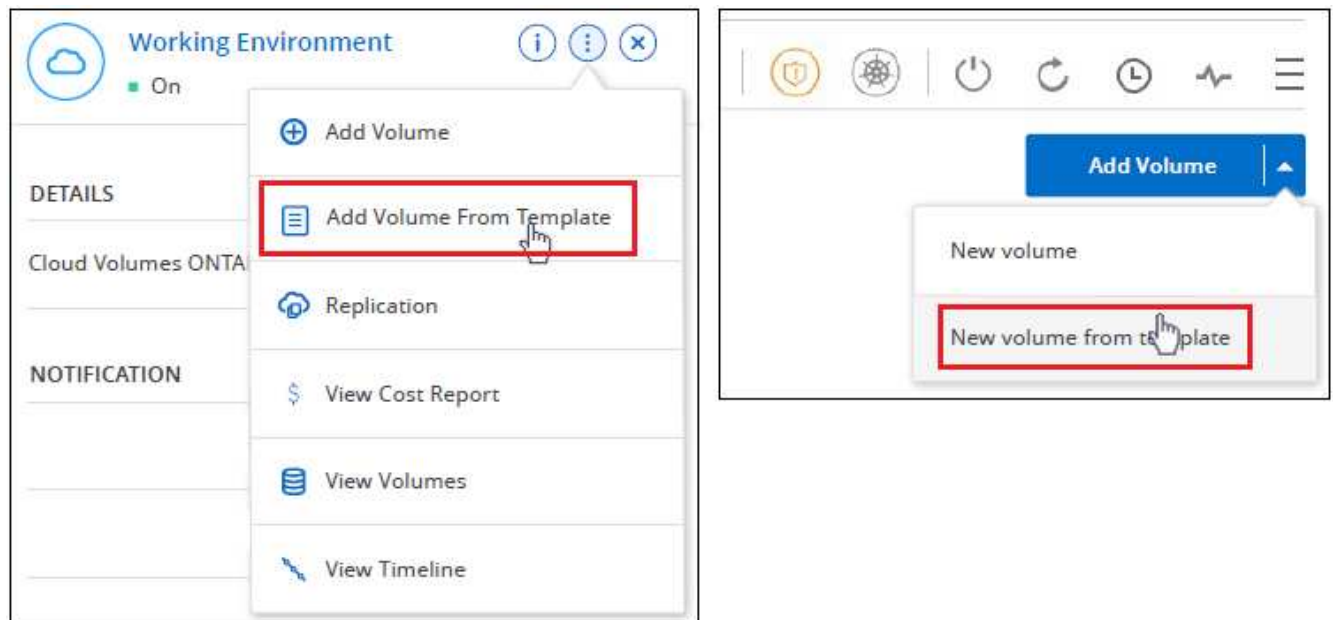 Working Environment
On
Add Volume
DETAILS
Add Volume From Template
Cloud Volumes ONTA
Replication
NOTIFICATION
$ View Cost Report
View Volumes
View Timeline
Add Volume
New volume
New volume from template